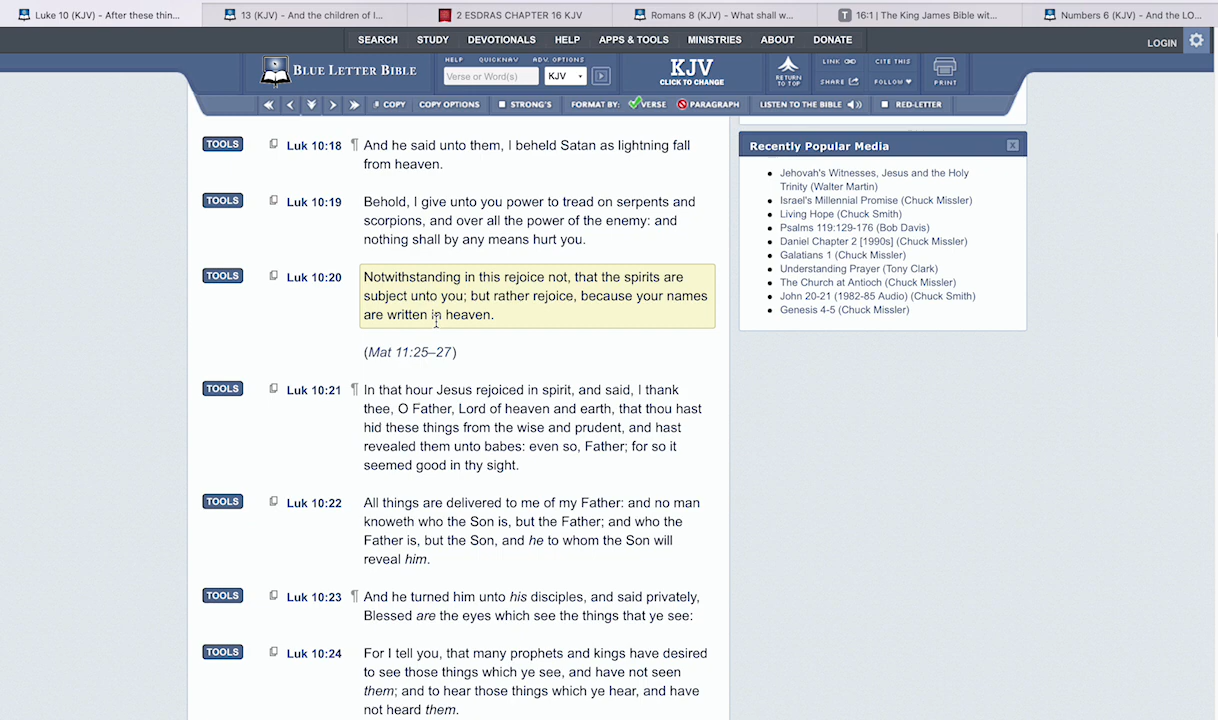 Luke 10 (KJV) - After these thin...
13 (KJV) - And the children of I...
2 ESDRAS CHAPTER 16 KJV
Romans 8 (KJV) - What shall w...
16:1 | The King James Bible wit...
Numbers 6 (KJV) - And the LO...
SEARCH STUDY DEVOTIONALS HELP APPS & TOOLS MINISTRIES ABOUT DONATE
LOGIN
BLUE LETTER BIBLE
HELP QUICKNAV ADV. OPTIONS
Verse or Word(s)
KJV
KJV
CLICK TO CHANGE
RETURN
TO TOP
LINK
CITE THIS
SHARE
FOLLOW
PRINT
COPY COPY OPTIONS STRONG'S FORMAT BY: VERSE PARAGRAPH LISTEN TO THE BIBLE RED-LETTER
TOOLS Luk 10:18 ¶ And he said unto them, I beheld Satan as lightning fall
from heaven.
TOOLS Luk 10:19 Behold, I give unto you power to tread on serpents and
scorpions, and over all the power of the enemy: and
nothing shall by any means hurt you.
TOOLS Luk 10:20 Notwithstanding in this rejoice not, that the spirits are
subject unto you; but rather rejoice, because your names
are written in heaven.
(Mat 11:25–27)
TOOLS Luk 10:21 ¶ In that hour Jesus rejoiced in spirit, and said, I thank
thee, O Father, Lord of heaven and earth, that thou hast
hid these things from the wise and prudent, and hast
revealed them unto babes: even so, Father; for so it
seemed good in thy sight.
TOOLS Luk 10:22 All things are delivered to me of my Father: and no man
knoweth who the Son is, but the Father; and who the
Father is, but the Son, and he to whom the Son will
reveal him.
TOOLS Luk 10:23 ¶ And he turned him unto his disciples, and said privately,
Blessed are the eyes which see the things that ye see:
TOOLS Luk 10:24 For I tell you, that many prophets and kings have desired
to see those things which ye see, and have not seen
them; and to hear those things which ye hear, and have
not heard them.
Recently Popular Media
Jehovah's Witnesses, Jesus and the Holy
Trinity (Walter Martin)
Israel's Millennial Promise (Chuck Missler)
Living Hope (Chuck Smith)
Psalms 119:129-176 (Bob Davis)
Daniel Chapter 2 [1990s] (Chuck Missler)
Galatians 1 (Chuck Missler)
Understanding Prayer (Tony Clark)
The Church at Antioch (Chuck Missler)
John 20-21 (1982-85 Audio) (Chuck Smith)
Genesis 4-5 (Chuck Missler)